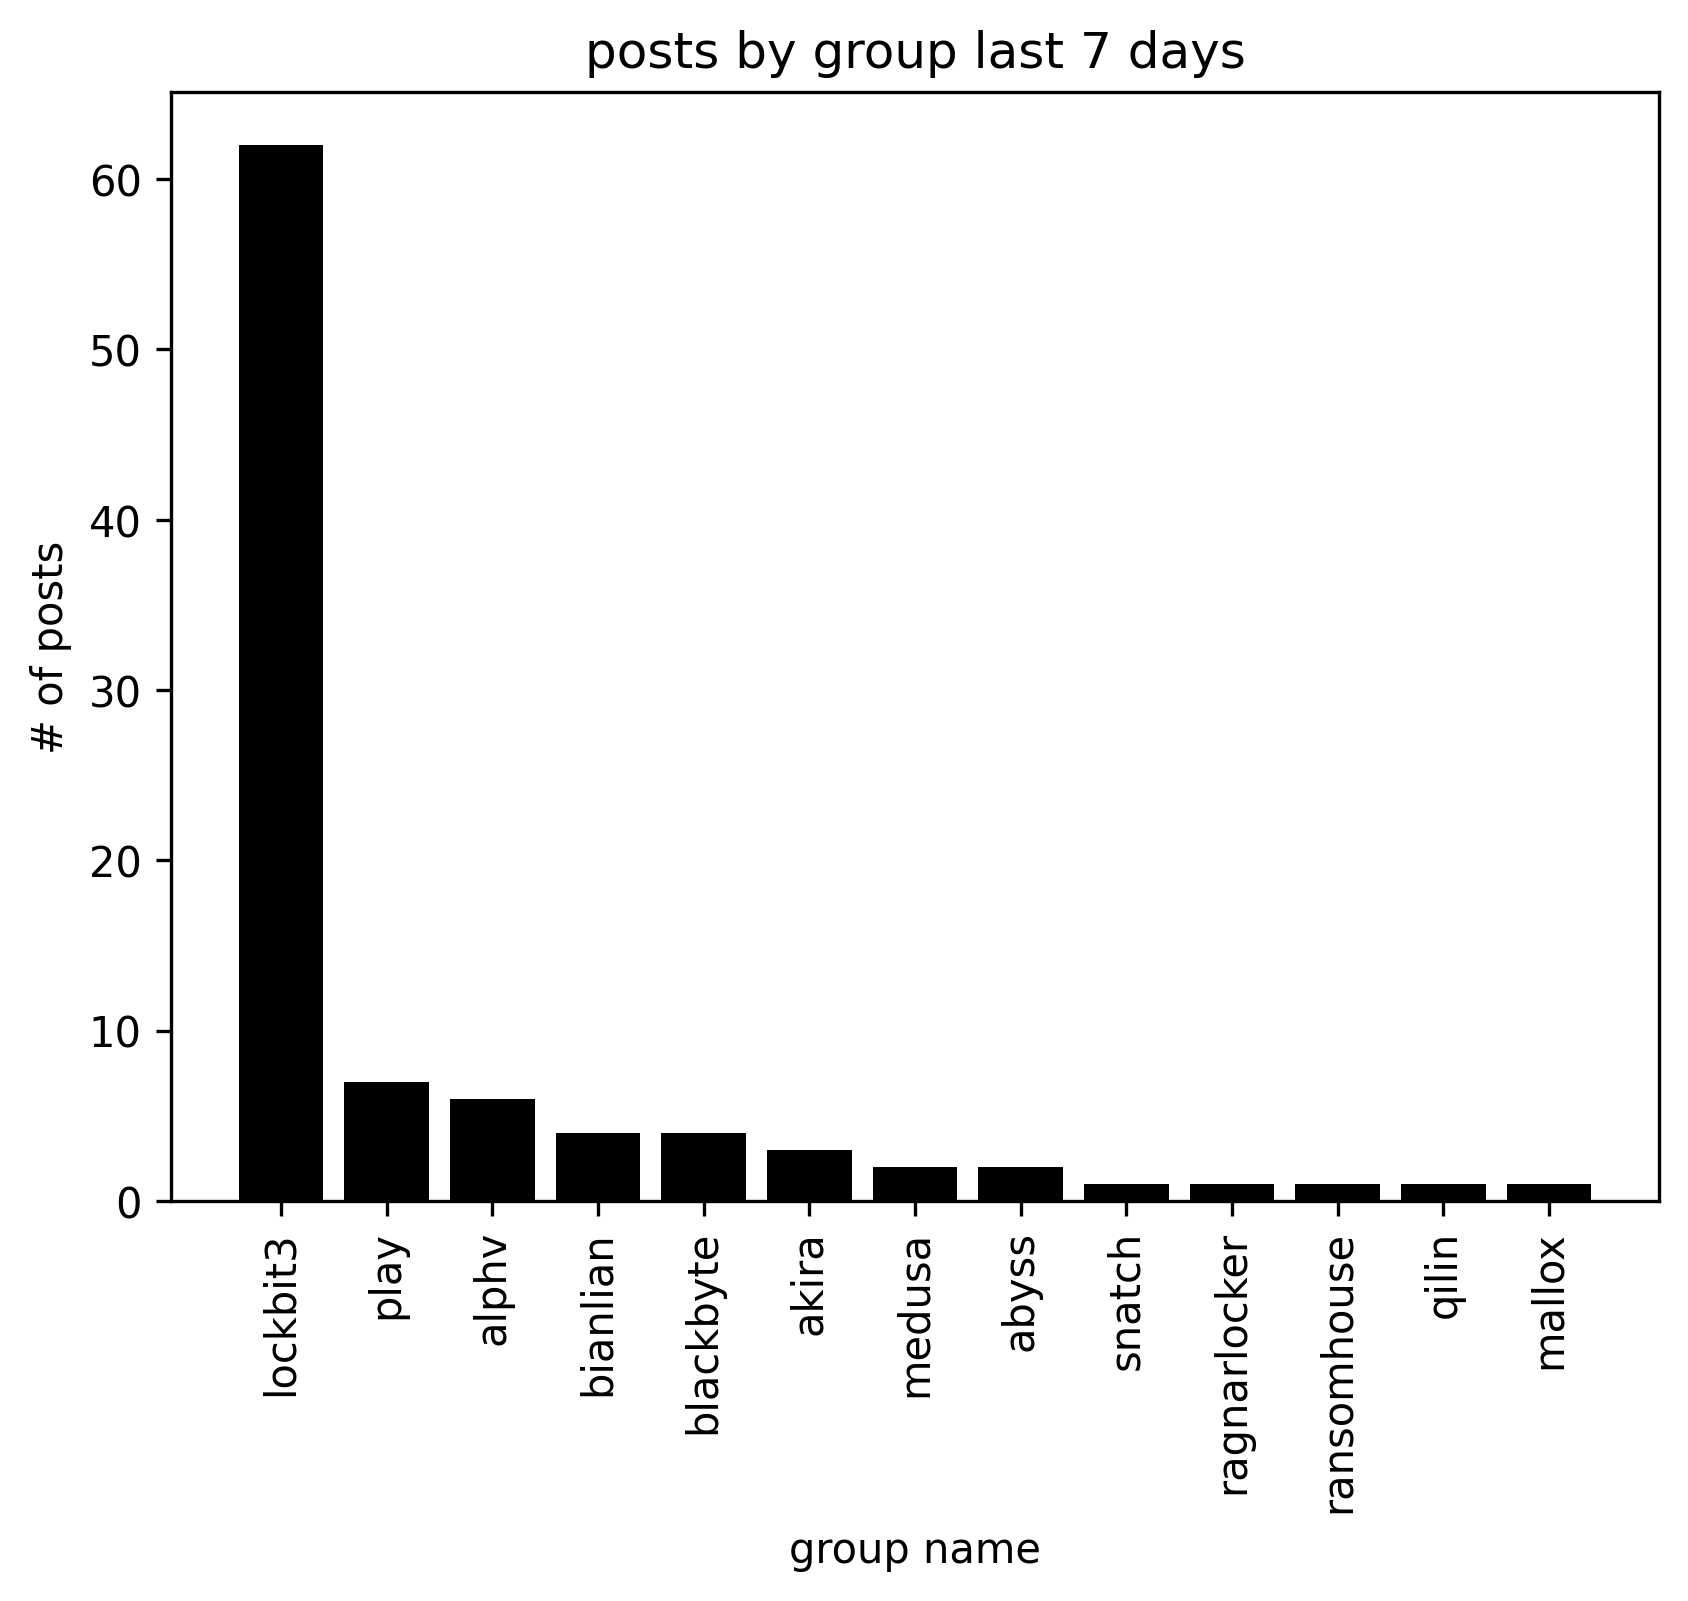 posts by group last 7 days
# of posts
60
50
40
30
20
10
0
lockbit3
play
alphv
bianlian
blackbyte
akira
medusa
abyss
snatch
ragnarlocker
ransomhouse
qilin
mallox
group name